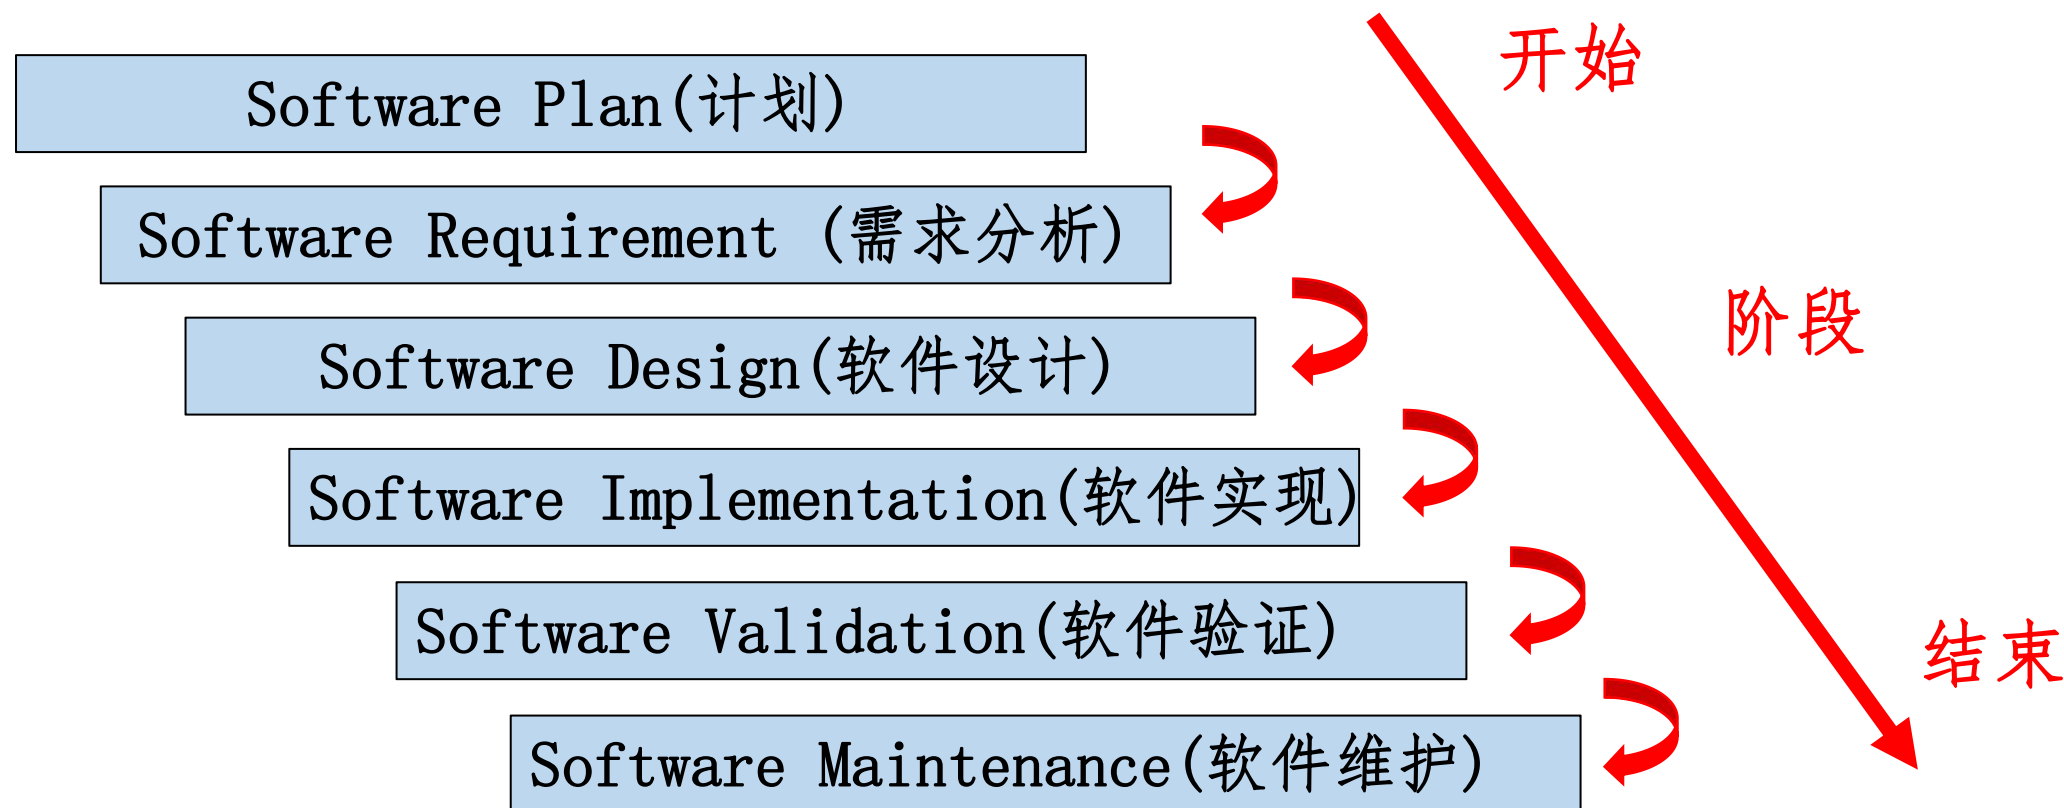 开始
Software Plan(计划)
Software Requirement (需求分析)
阶段
Software Design(软件设计)
Software Implementation(软件实现)
Software Validation(软件验证)
结束
Software Maintenance(软件维护)